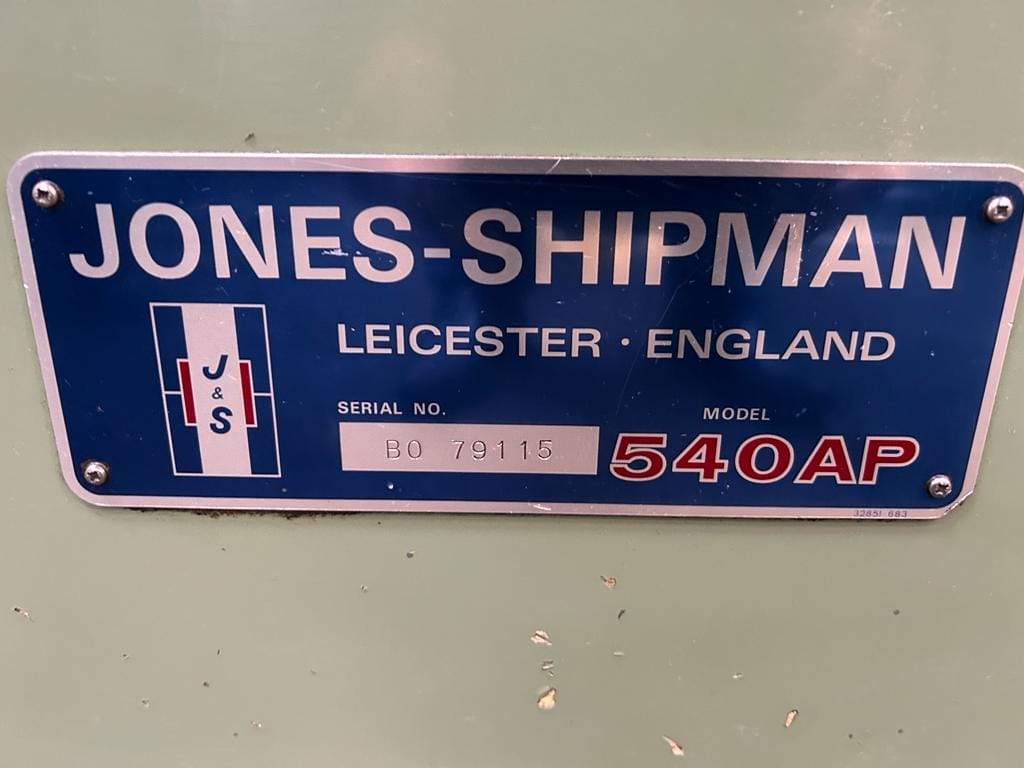 JONES-SHIPMAN
LEICESTER · ENGLAND
J
&
S
SERIAL NO.
BO 79115
MODEL
540AP
32851 683